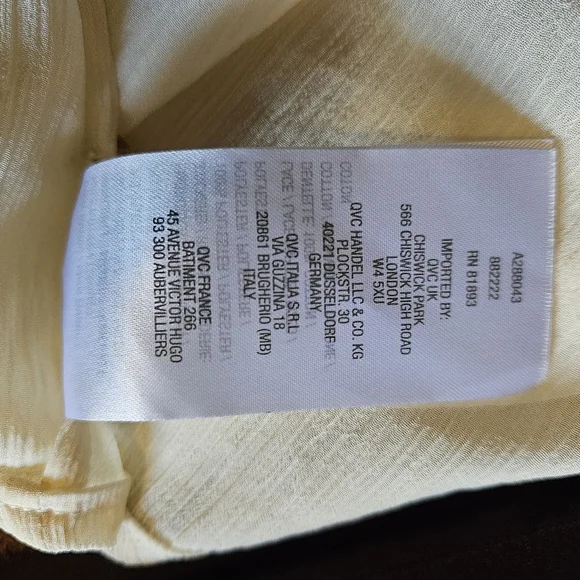 A280043
882222
RN 81893
IMPORTED BY:
QVC UK
CHISWICK PARK
566 CHISWICK HIGH ROAD
LONDON
W4 5XU
QVC HANDEL LLC & CO. KG
PLOCKSTR. 30
40221 DUSSELDORF
GERMANY
QVC ITALIA S.R.L
VIA GUZZINA 18
20861 BRUGHERIO (MB)
ITALY
QVC FRANCE
BATIMENT 266
45 AVENUE VICTOR HUGO
93 300 AUBERVILLIERS